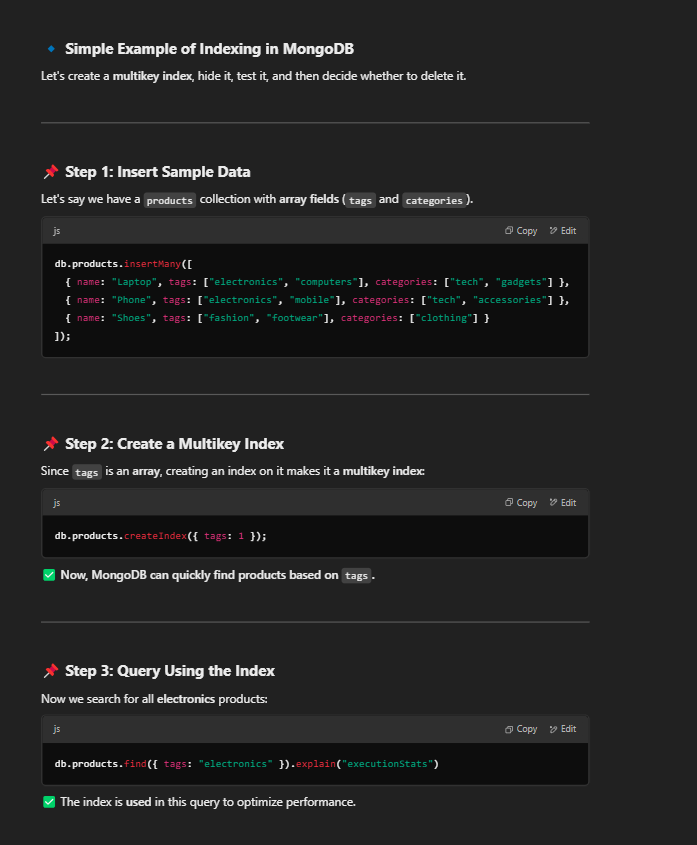 Simple Example of Indexing in MongoDB
Let's create a multikey index, hide it, test it, and then decide whether to delete it.
Step 1: Insert Sample Data
Let's say we have a products collection with array fields (tags and categories).
js Copy Edit
db.products.insertMany([
  { name: "Laptop", tags: ["electronics", "computers"], categories: ["tech", "gadgets"] },
  { name: "Phone", tags: ["electronics", "mobile"], categories: ["tech", "accessories"] },
  { name: "Shoes", tags: ["fashion", "footwear"], categories: ["clothing"] }
]);
Step 2: Create a Multikey Index
Since tags is an array, creating an index on it makes it a multikey index:
js Copy Edit
db.products.createIndex({ tags: 1 });
Now, MongoDB can quickly find products based on tags.
Step 3: Query Using the Index
Now we search for all electronics products:
js Copy Edit
db.products.find({ tags: "electronics" }).explain("executionStats")
The index is used in this query to optimize performance.